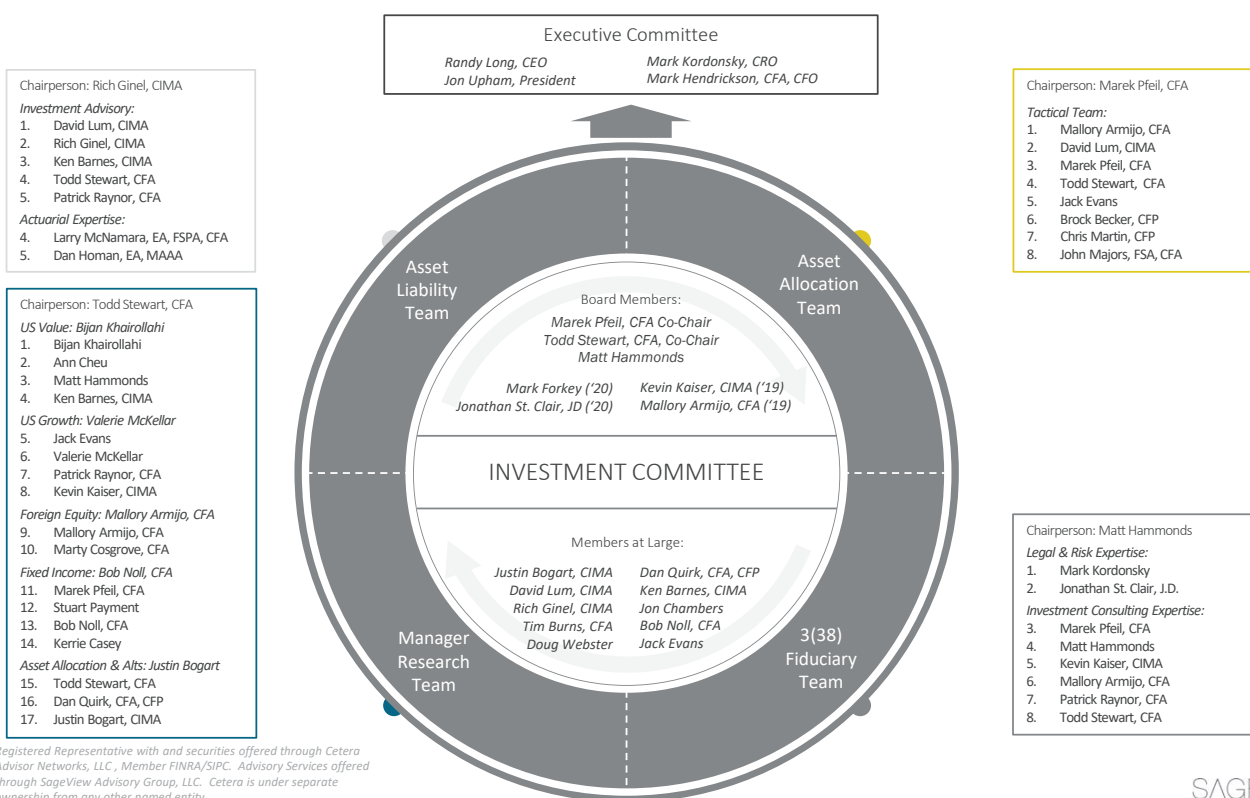 Executive Committee
Randy Long, CEO
Jon Upham, President
Mark Kordonsky, CRO
Mark Hendrickson, CFA, CFO
Chairperson: Rich Ginel, CIMA
Investment Advisory:
1. David Lum, CIMA
2. Rich Ginel, CIMA
3. Ken Barnes, CIMA
4. Todd Stewart, CFA
5. Patrick Raynor, CFA
Actuarial Expertise:
4. Larry McNamara, EA, FSPA, CFA
5. Dan Homan, EA, MAAA
Chairperson: Todd Stewart, CFA
US Value: Bijan Khairollahi
1. Bijan Khairollahi
2. Ann Cheu
3. Matt Hammonds
4. Ken Barnes, CIMA
US Growth: Valerie McKellar
5. Jack Evans
6. Valerie McKellar
7. Patrick Raynor, CFA
8. Kevin Kaiser, CIMA
Foreign Equity: Mallory Armijo, CFA
9. Mallory Armijo, CFA
10. Marty Cosgrove, CFA
Fixed Income: Bob Noll, CFA
11. Marek Pfeil, CFA
12. Stuart Payment
13. Bob Noll, CFA
14. Kerrie Casey
Asset Allocation & Alts: Justin Bogart
15. Todd Stewart, CFA
16. Dan Quirk, CFA, CFP
17. Justin Bogart, CIMA
Asset
Liability
Team
Asset
Allocation
Team
Board Members:
Marek Pfeil, CFA Co-Chair
Todd Stewart, CFA, Co-Chair
Matt Hammonds
Mark Forkey ('20)
Jonathan St. Clair, JD ('20)
Kevin Kaiser, CIMA ('19)
Mallory Armijo, CFA ('19)
INVESTMENT COMMITTEE
Members at Large:
Justin Bogart, CIMA
David Lum, CIMA
Rich Ginel, CIMA
Tim Burns, CFA
Doug Webster
Dan Quirk, CFA, CFP
Ken Barnes, CIMA
Jon Chambers
Bob Noll, CFA
Jack Evans
Manager
Research
Team
3(38)
Fiduciary
Team
Chairperson: Marek Pfeil, CFA
Tactical Team:
1. Mallory Armijo, CFA
2. David Lum, CIMA
3. Marek Pfeil, CFA
4. Todd Stewart, CFA
5. Jack Evans
6. Brock Becker, CFP
7. Chris Martin, CFP
8. John Majors, FSA, CFA
Chairperson: Matt Hammonds
Legal & Risk Expertise:
1. Mark Kordonsky
2. Jonathan St. Clair, J.D.
Investment Consulting Expertise:
3. Marek Pfeil, CFA
4. Matt Hammonds
5. Kevin Kaiser, CIMA
6. Mallory Armijo, CFA
7. Patrick Raynor, CFA
8. Todd Stewart, CFA
Registered Representative with and securities offered through Cetera
Advisor Networks, LLC , Member FINRA/SIPC. Advisory Services offered
through SageView Advisory Group, LLC. Cetera is under separate
ownership from any other named entity
SAGE